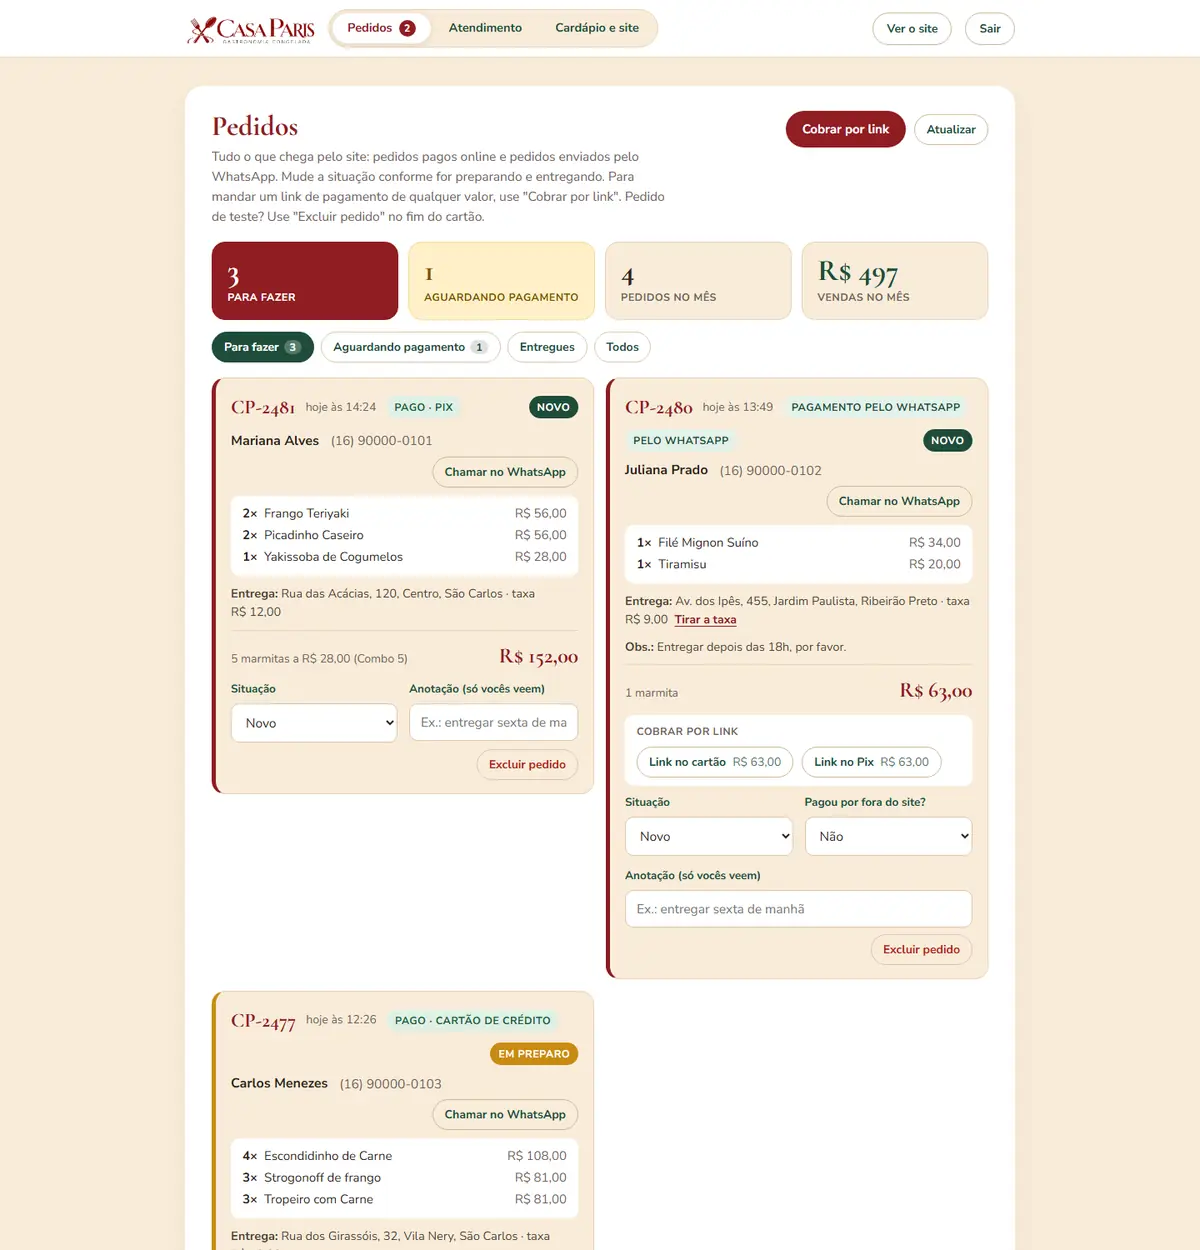 CASA PARIS
GASTRONOMIA CONGELADA
Pedidos 2
Atendimento
Cardápio e site
Ver o site
Sair
Pedidos
Cobrar por link
Atualizar
Tudo o que chega pelo site: pedidos pagos online e pedidos enviados pelo
WhatsApp. Mude a situação conforme for preparando e entregando. Para
mandar um link de pagamento de qualquer valor, use "Cobrar por link". Pedido
de teste? Use "Excluir pedido" no fim do cartão.
3
PARA FAZER
1
AGUARDANDO PAGAMENTO
4
PEDIDOS NO MÊS
R$ 497
VENDAS NO MÊS
Para fazer 3
Aguardando pagamento 1
Entregues
Todos
CP-2481 hoje às 14:24 PAGO · PIX NOVO
Mariana Alves (16) 90000-0101
Chamar no WhatsApp
2× Frango Teriyaki R$ 56,00
2× Picadinho Caseiro R$ 56,00
1× Yakissoba de Cogumelos R$ 28,00
Entrega: Rua das Acácias, 120, Centro, São Carlos · taxa
R$ 12,00
5 marmitas a R$ 28,00 (Combo 5) R$ 152,00
Situação
Novo
Anotação (só vocês veem)
Ex.: entregar sexta de ma
Excluir pedido
CP-2480 hoje às 13:49 PAGAMENTO PELO WHATSAPP
PELO WHATSAPP NOVO
Juliana Prado (16) 90000-0102
Chamar no WhatsApp
1× Filé Mignon Suíno R$ 34,00
1× Tiramisu R$ 20,00
Entrega: Av. dos Ipês, 455, Jardim Paulista, Ribeirão Preto · taxa
R$ 9,00 Tirar a taxa
Obs.: Entregar depois das 18h, por favor.
1 marmita R$ 63,00
COBRAR POR LINK
Link no cartão R$ 63,00
Link no Pix R$ 63,00
Situação
Novo
Pagou por fora do site?
Não
Anotação (só vocês veem)
Ex.: entregar sexta de manhã
Excluir pedido
CP-2477 hoje às 12:26 PAGO · CARTÃO DE CRÉDITO
EM PREPARO
Carlos Menezes (16) 90000-0103
Chamar no WhatsApp
4× Escondidinho de Carne R$ 108,00
3× Strogonoff de frango R$ 81,00
3× Tropeiro com Carne R$ 81,00
Entrega: Rua dos Girassóis, 32, Vila Nery, São Carlos · taxa